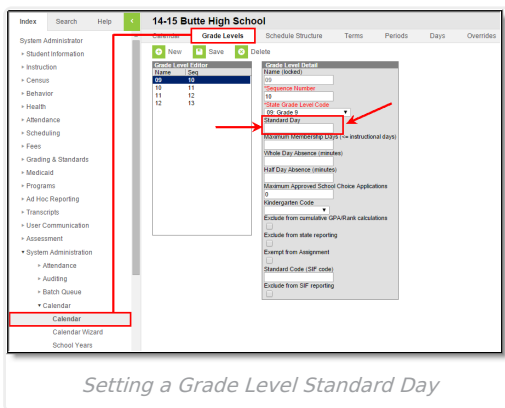 Index Search Help
14-15 Butte High School
Calendar Grade Levels Schedule Structure Terms Periods Days Overrides
New Save Delete
System Administrator
Student Information
Instruction
Census
Behavior
Health
Attendance
Scheduling
Fees
Grading & Standards
Medicaid
Programs
Ad Hoc Reporting
Transcripts
User Communication
Assessment
System Administration
Attendance
Auditing
Batch Queue
Calendar
Calendar
Calendar Wizard
School Years
Grade Level Editor
Name Seq
09 10
10 11
11 12
12 13
Grade Level Detail
Name (locked)
09
*Sequence Number
10
*State Grade Level Code
09: Grade 9
Standard Day
Maximum Membership Days (<= instructional days)
Whole Day Absence (minutes)
Half Day Absence (minutes)
Maximum Approved School Choice Applications
0
Kindergarten Code
Exclude from cumulative GPA/Rank calculations
Exclude from state reporting
Exempt from Assignment
Standard Code (SIF code)
Exclude from SIF reporting
Setting a Grade Level Standard Day